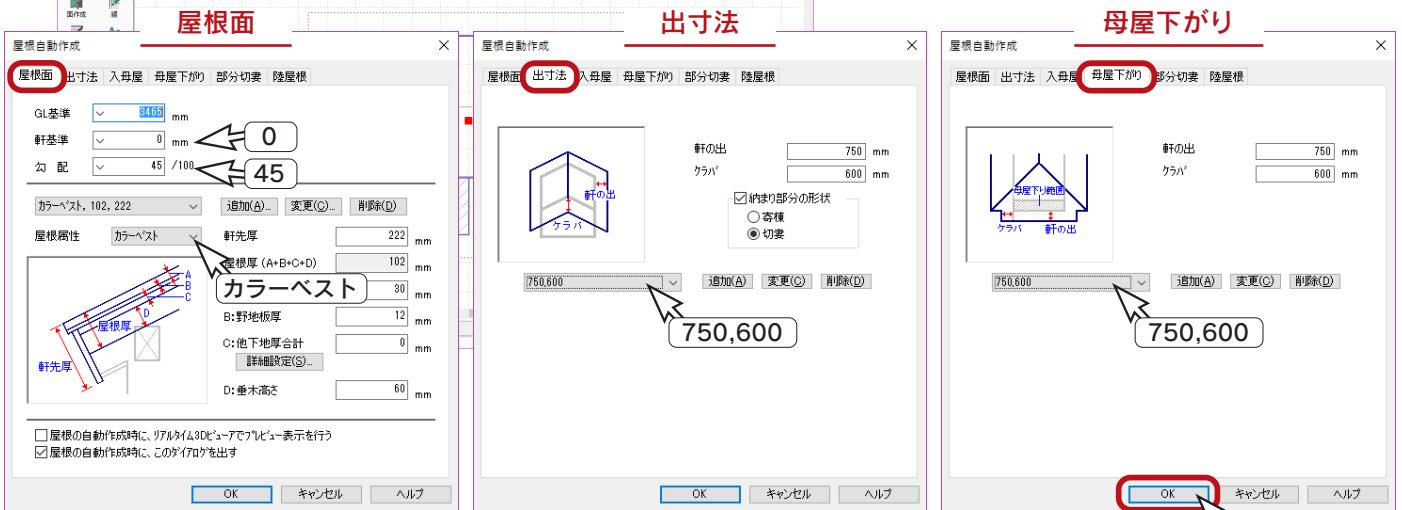 面作成 線
屋根面
出寸法
母屋下がり
屋根自動作成
屋根面 出寸法 入母屋 母屋下がり 部分切妻 陸屋根
GL基準 3465 mm
軒基準 0 mm
0
勾 配 45 /100
45
カラーベスト, 102, 222 追加(A)... 変更(C)... 削除(D)
屋根属性 カラーベスト
カラーベスト
軒先厚 222 mm
屋根厚 (A+B+C+D) 102 mm
30 mm
B:野地板厚 12 mm
C:他下地厚合計 0 mm
詳細設定(S)...
D:垂木高さ 60 mm
A
B
C
D
屋根厚
軒先厚
屋根の自動作成時に、リアルタイム3Dビューアでプレビュー表示を行う
屋根の自動作成時に、このダイアログを出す
OK キャンセル ヘルプ
屋根自動作成
屋根面 出寸法 入母屋 母屋下がり 部分切妻 陸屋根
軒の出
ケラバ
軒の出 750 mm
ケラバ 600 mm
納まり部分の形状
寄棟
切妻
750,600 追加(A) 変更(C) 削除(D)
750,600
OK キャンセル ヘルプ
屋根自動作成
屋根面 出寸法 入母屋 母屋下がり 部分切妻 陸屋根
母屋下り範囲
ケラバ 軒の出
軒の出 750 mm
ケラバ 600 mm
750,600 追加(A) 変更(C) 削除(D)
750,600
OK キャンセル ヘルプ